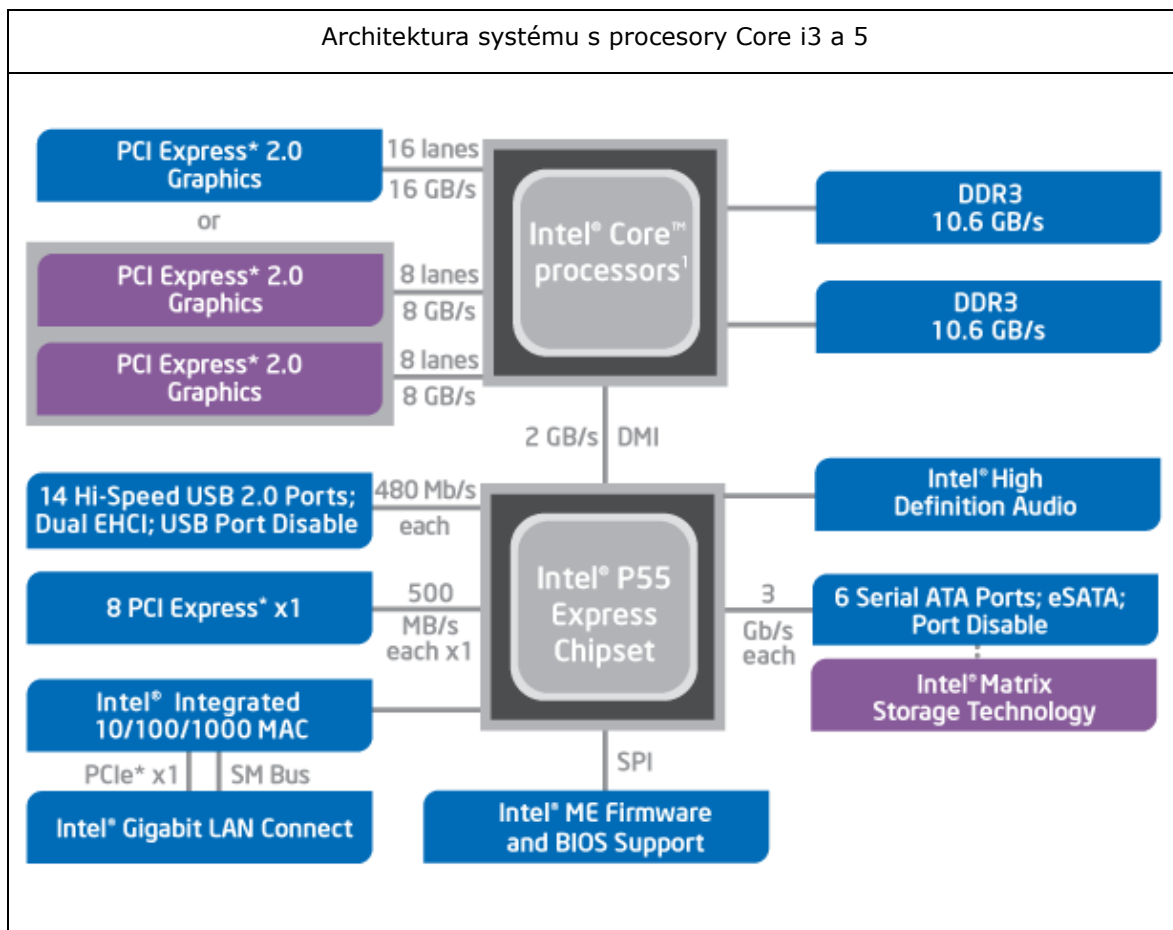 Architektura systému s procesory Core i3 a 5
PCI Express* 2.0
Graphics
16 lanes
16 GB/s
or
PCI Express* 2.0
Graphics
8 lanes
8 GB/s
PCI Express* 2.0
Graphics
8 lanes
8 GB/s
Intel® Core™
processors¹
DDR3
10.6 GB/s
DDR3
10.6 GB/s
2 GB/s DMI
14 Hi-Speed USB 2.0 Ports;
Dual EHCI; USB Port Disable
480 Mb/s
each
8 PCI Express* x1
500
MB/s
each x1
Intel® Integrated
10/100/1000 MAC
PCIe* x1
SM Bus
Intel® Gigabit LAN Connect
Intel® P55
Express
Chipset
Intel® High
Definition Audio
3
Gb/s
each
6 Serial ATA Ports; eSATA;
Port Disable
Intel® Matrix
Storage Technology
SPI
Intel® ME Firmware
and BIOS Support